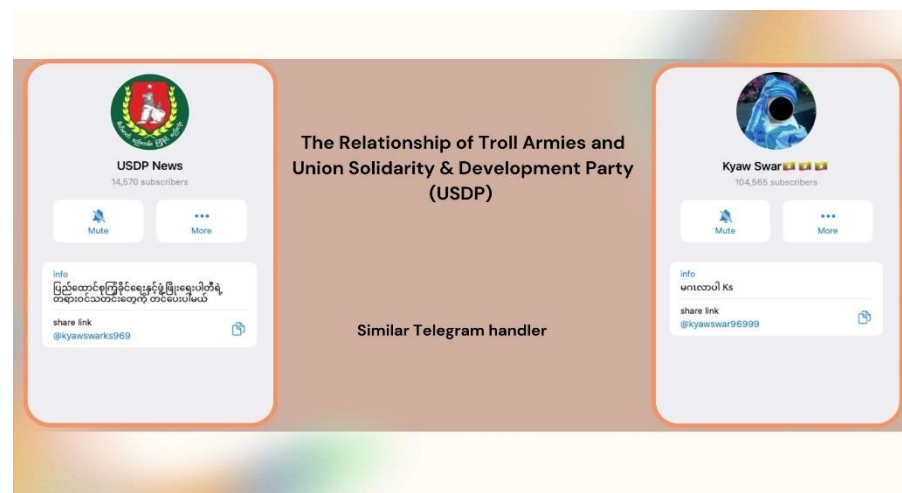 USDP News
14,570 subscribers
Mute
More
info
ပြည်ထောင်စုကြံ့ခိုင်ရေးနှင့်ဖွံ့ဖြိုးရေးပါတီရဲ့
တရားဝင်သတင်းတွေကို တင်ပေးပါမယ်
share link
@kyawswarks969
The Relationship of Troll Armies and
Union Solidarity & Development Party
(USDP)
Similar Telegram handler
Kyaw Swar🇲🇲🇲🇲🇲🇲
104,565 subscribers
Mute
More
info
မင်္ဂလာပါ Ks
share link
@kyawswar96999